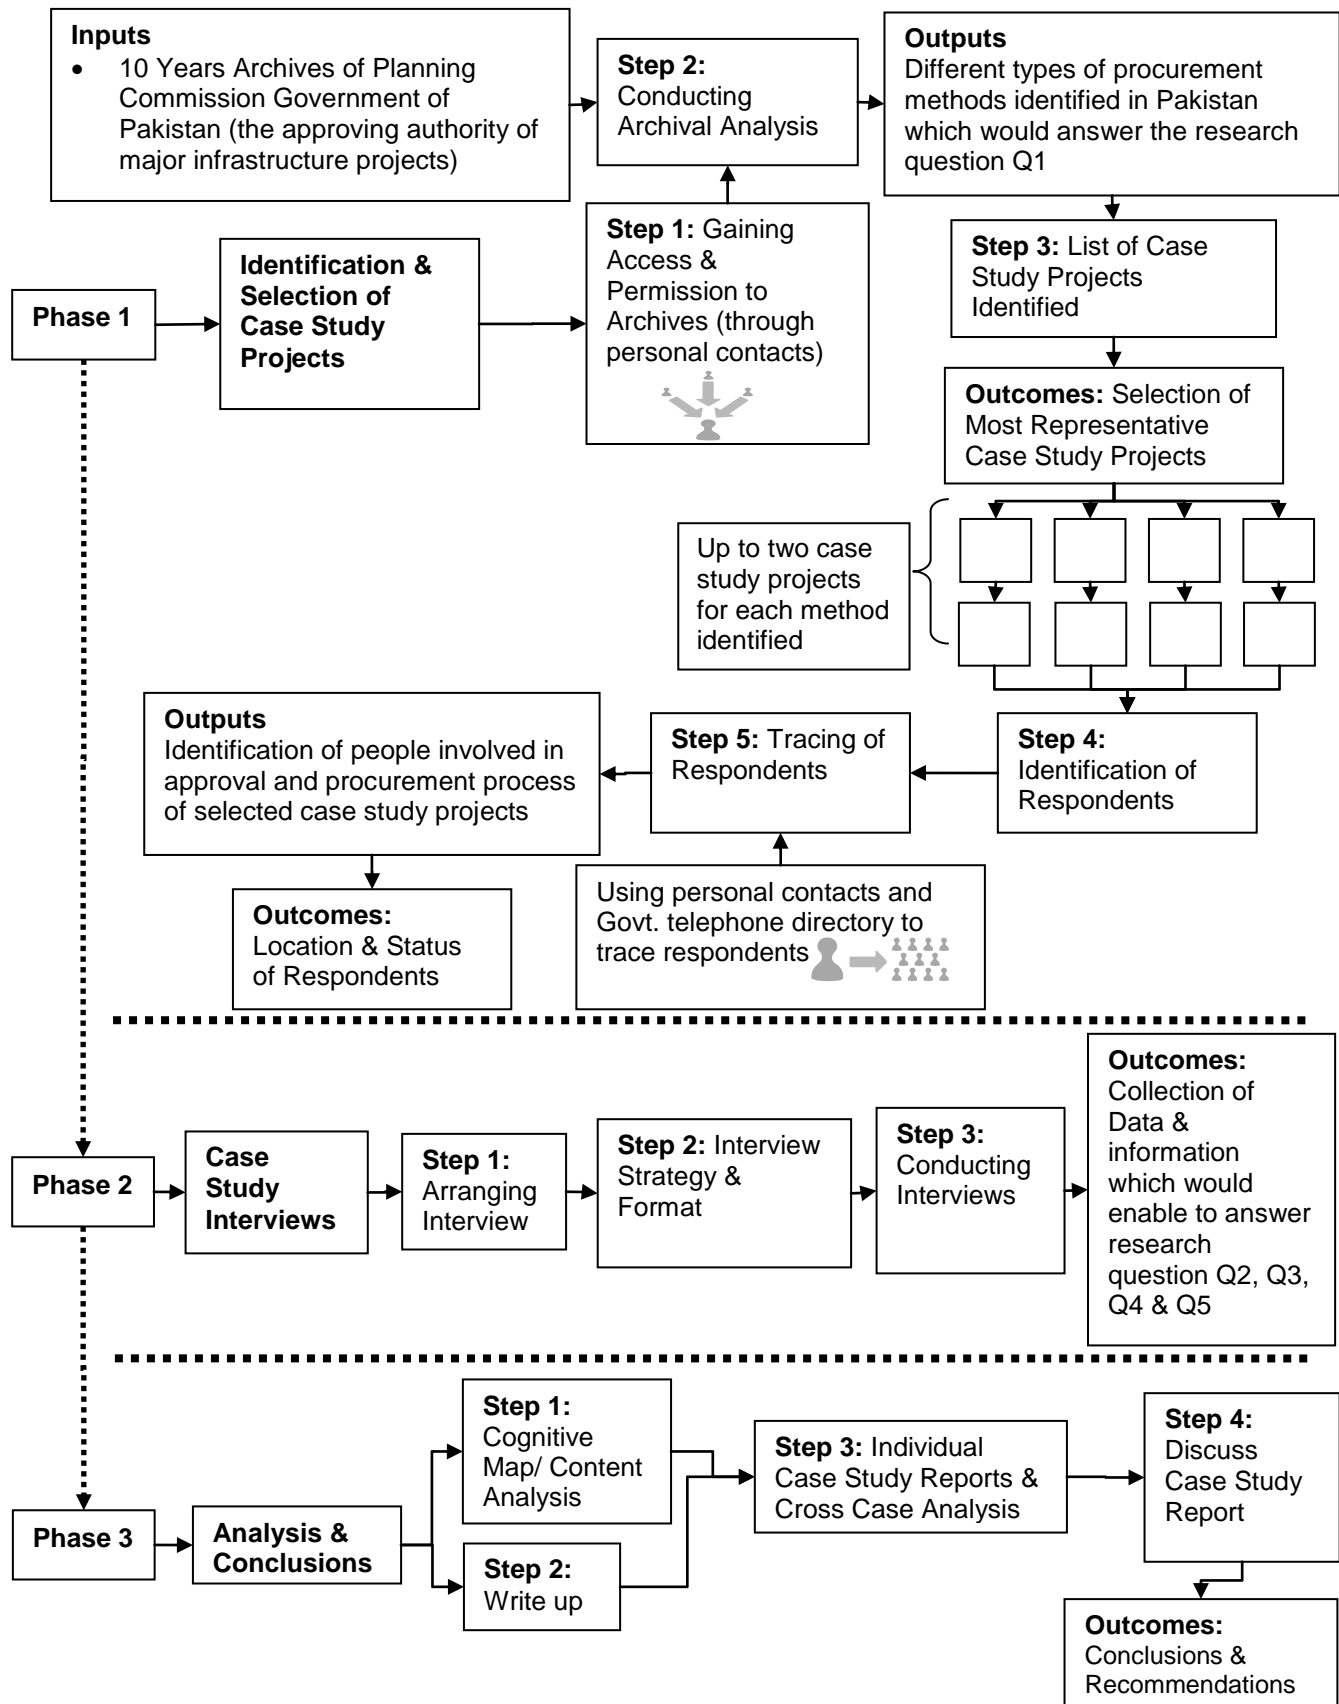 Inputs
• 10 Years Archives of Planning
Commission Government of
Pakistan (the approving authority of
major infrastructure projects)
Step 2:
Conducting
Archival Analysis
Outputs
Different types of procurement
methods identified in Pakistan
which would answer the research
question Q1
Phase 1
Identification &
Selection of
Case Study
Projects
Step 1: Gaining
Access &
Permission to
Archives (through
personal contacts)
Step 3: List of Case
Study Projects
Identified
Outcomes: Selection of
Most Representative
Case Study Projects
Up to two case
study projects
for each method
identified
Step 4:
Identification of
Respondents
Step 5: Tracing of
Respondents
Outputs
Identification of people involved in
approval and procurement process
of selected case study projects
Using personal contacts and
Govt. telephone directory to
trace respondents
Outcomes:
Location & Status
of Respondents
Phase 2
Case
Study
Interviews
Step 1:
Arranging
Interview
Step 2: Interview
Strategy &
Format
Step 3:
Conducting
Interviews
Outcomes:
Collection of
Data &
information
which would
enable to answer
research
question Q2, Q3,
Q4 & Q5
Phase 3
Analysis &
Conclusions
Step 1:
Cognitive
Map/ Content
Analysis
Step 2:
Write up
Step 3: Individual
Case Study Reports &
Cross Case Analysis
Step 4:
Discuss
Case Study
Report
Outcomes:
Conclusions &
Recommendations